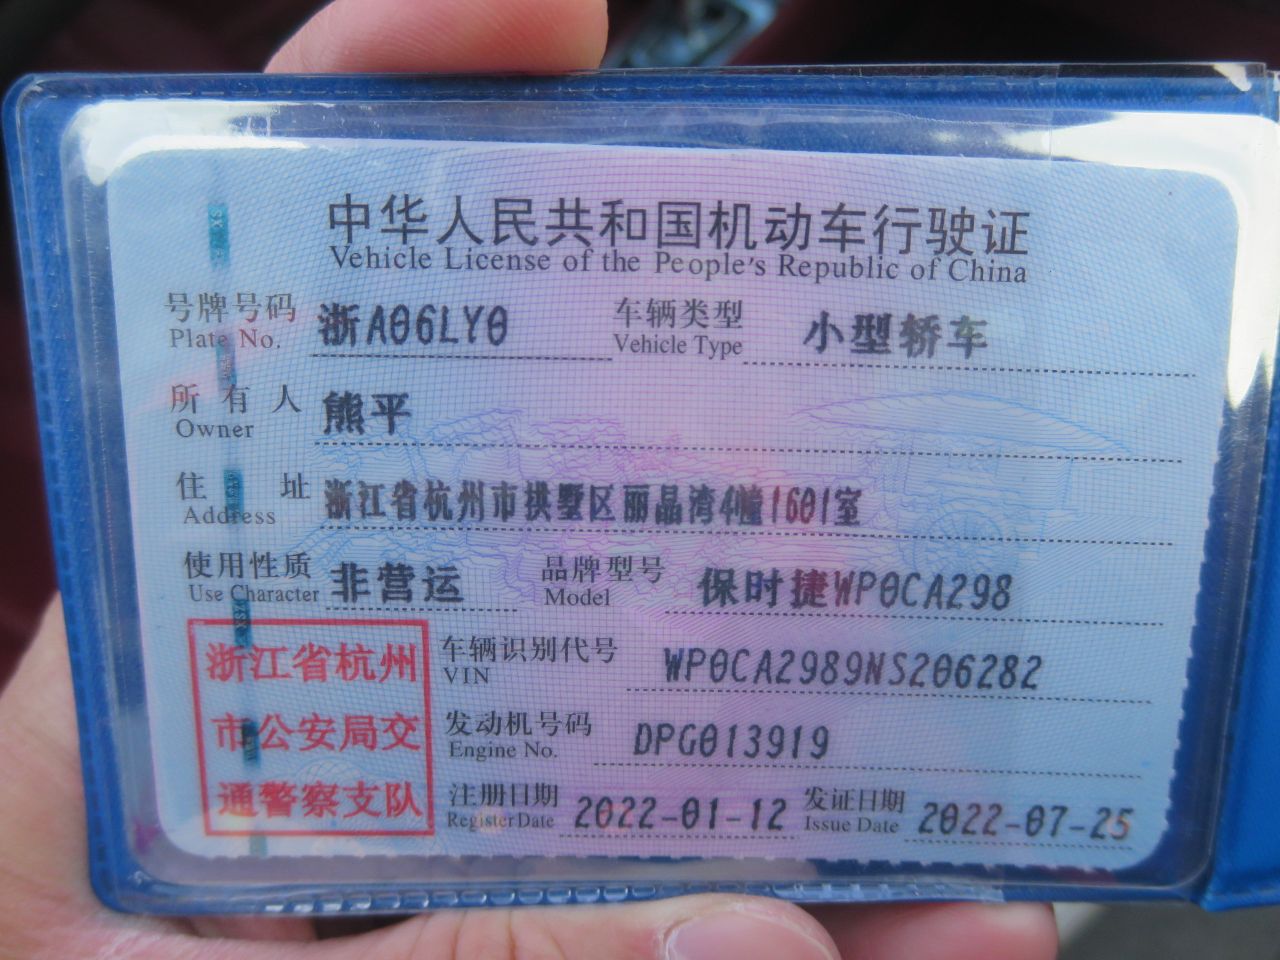 中华人民共和国机动车行驶证
Vehicle License of the People's Republic of China
号牌号码 浙A06LY0 车辆类型 小型轿车
Plate No. Vehicle Type
所有人 熊平
Owner
住址 浙江省杭州市拱墅区丽晶湾4幢1601室
Address
使用性质 非营运 品牌型号 保时捷WP0CA298
Use Character Model
浙江省杭州
市公安局交
通警察支队
车辆识别代号 WP0CA2989NS206282
VIN
发动机号码 DPG013919
Engine No.
注册日期 2022-01-12 发证日期 2022-07-25
Register Date Issue Date